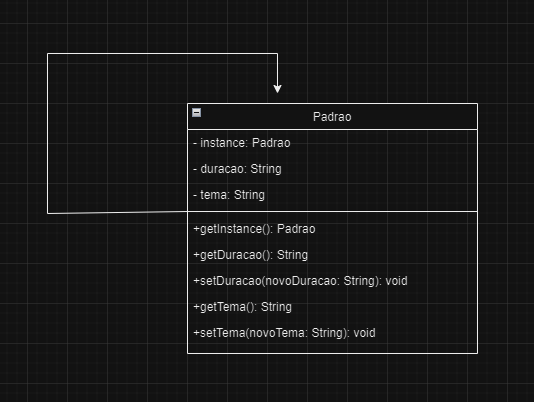 Padrao
- instance: Padrao
- duracao: String
- tema: String
+getInstance(): Padrao
+getDuracao(): String
+setDuracao(novoDuracao: String): void
+getTema(): String
+setTema(novoTema: String): void